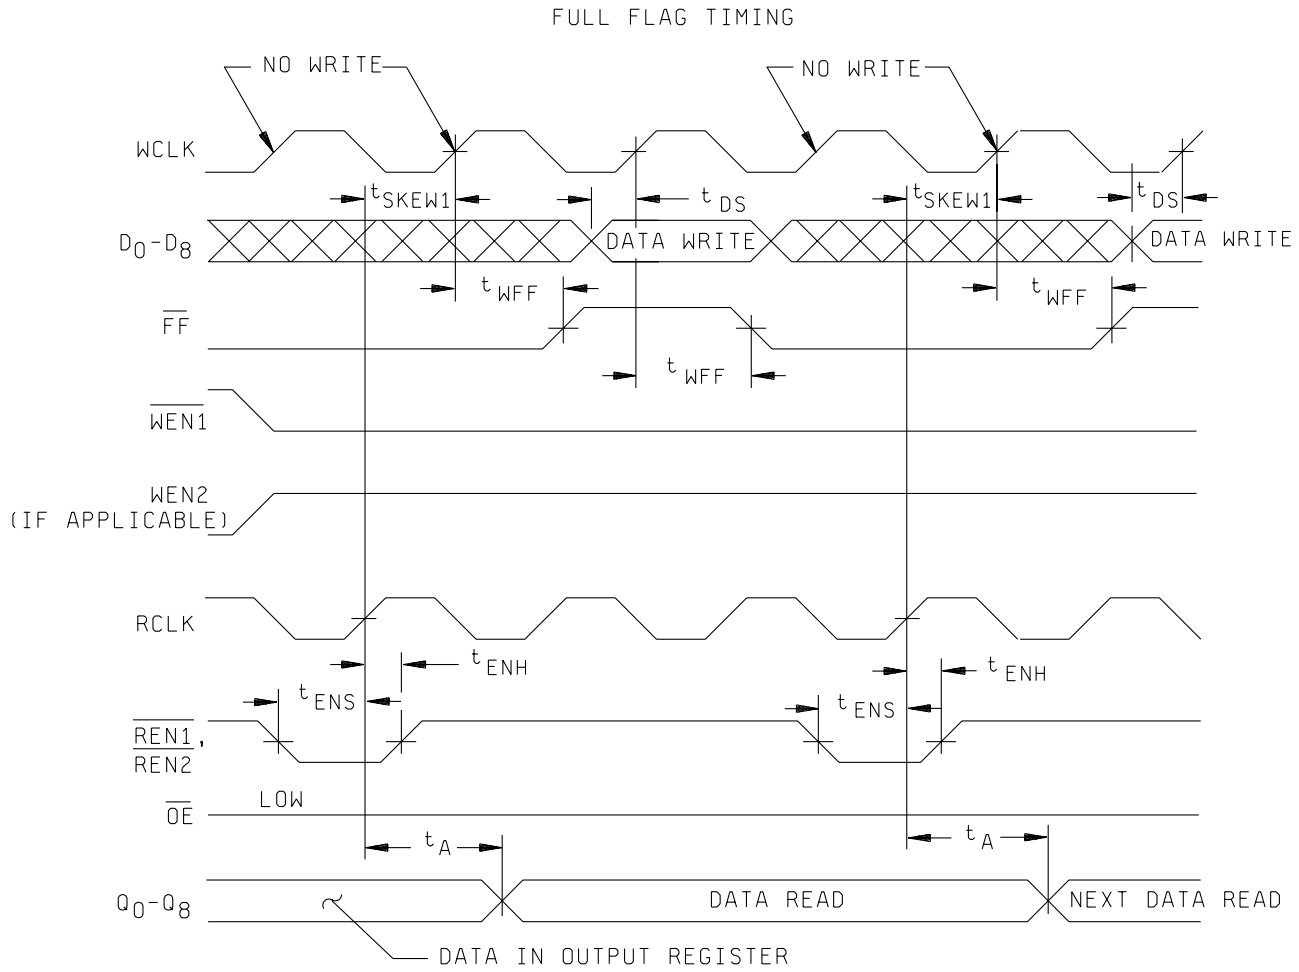 FULL FLAG TIMING
NO WRITE
NO WRITE
WCLK
tSKEW1
tDS
tSKEW1
tDS
D0-D8
DATA WRITE
DATA WRITE
tWFF
tWFF
FF
tWFF
WEN1
WEN2
(IF APPLICABLE)
RCLK
tENH
tENH
tENS
tENS
REN1,
REN2
LOW
OE
tA
tA
Q0-Q8
DATA READ
NEXT DATA READ
DATA IN OUTPUT REGISTER